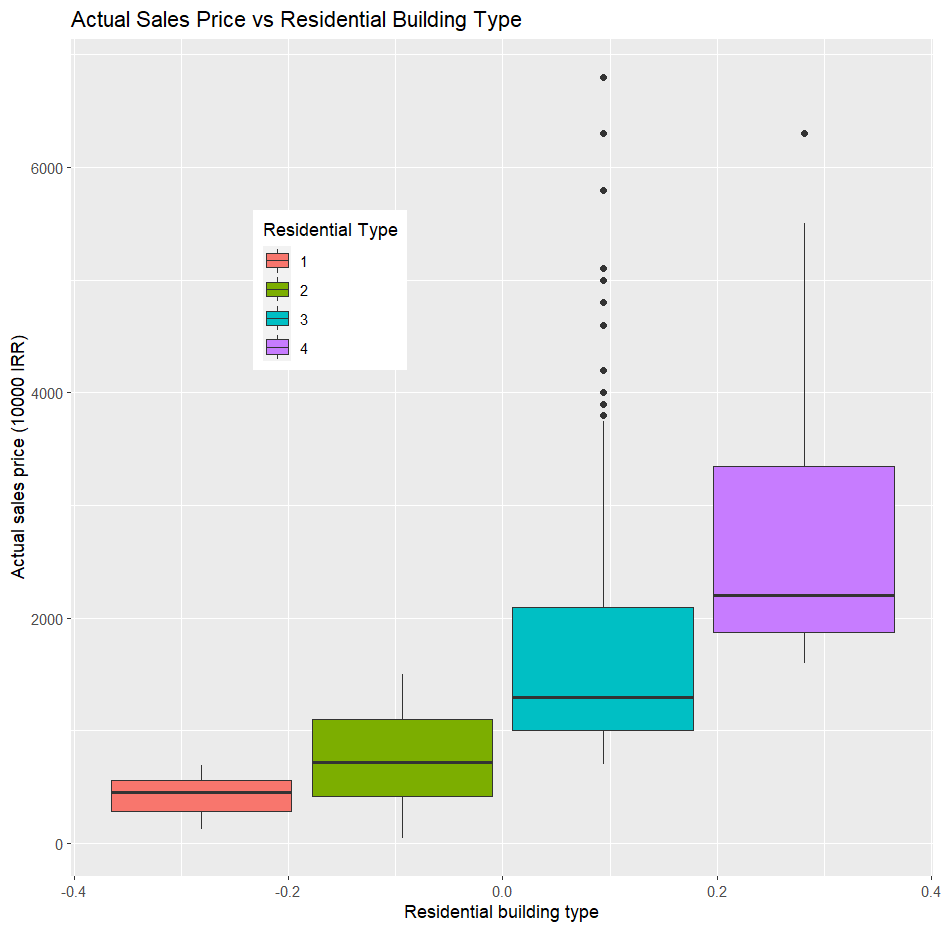 Actual Sales Price vs Residential Building Type
Actual sales price (10000 IRR)
6000
4000
2000
0
Residential Type
1
2
3
4
-0.4 -0.2 0.0 0.2 0.4
Residential building type